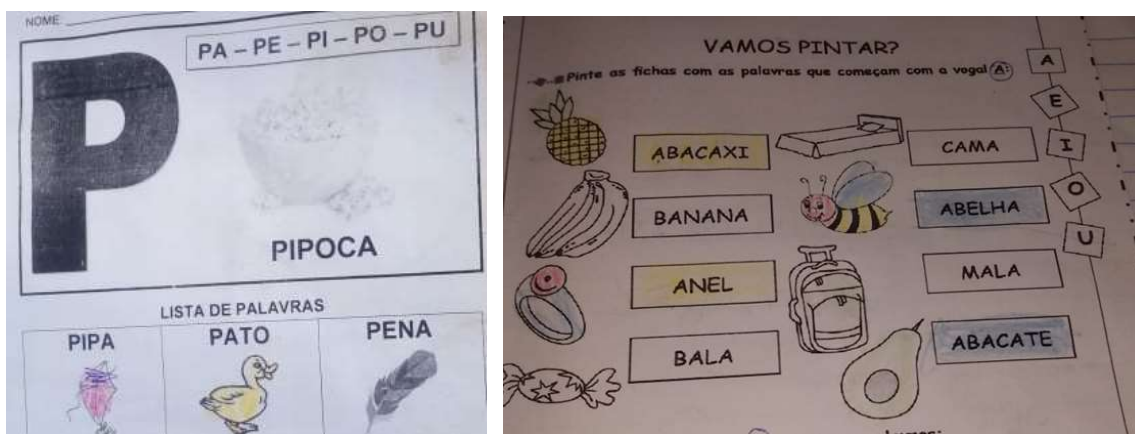 NOME
PA – PE – PI – PO – PU
P
PIPOCA
LISTA DE PALAVRAS
PIPA PATO PENA
VAMOS PINTAR?
Pinte as fichas com as palavras que começam com a vogal A:
A
E
I
O
U
ABACAXI CAMA
BANANA ABELHA
ANEL MALA
BALA ABACATE